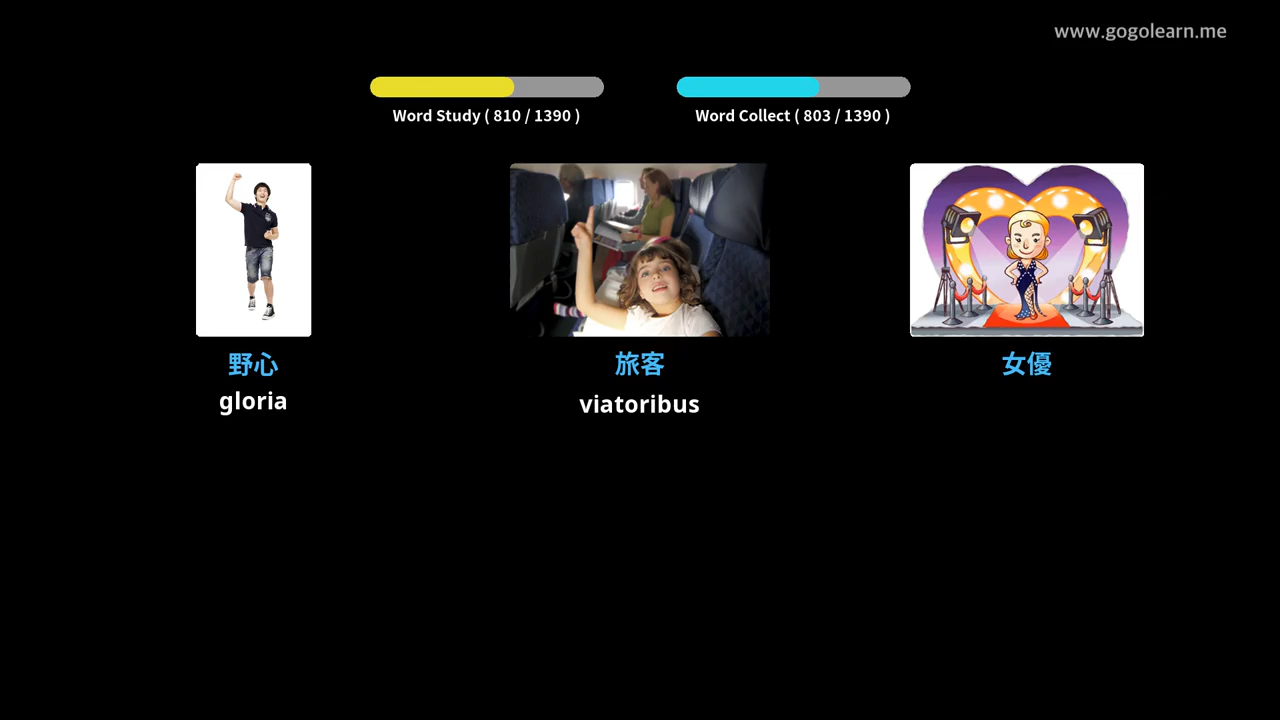 www.gogolearn.me
Word Study ( 810 / 1390 )
Word Collect ( 803 / 1390 )
野心
旅客
女優
gloria
viatoribus